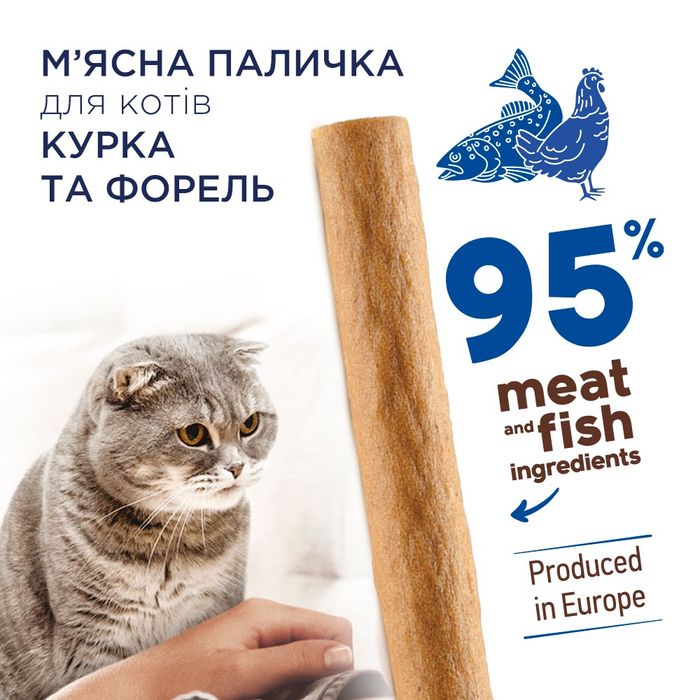 М’ЯСНА ПАЛИЧКА
для котів
КУРКА
ТА ФОРЕЛЬ
95%
meat
and fish
ingredients
Produced
in Europe